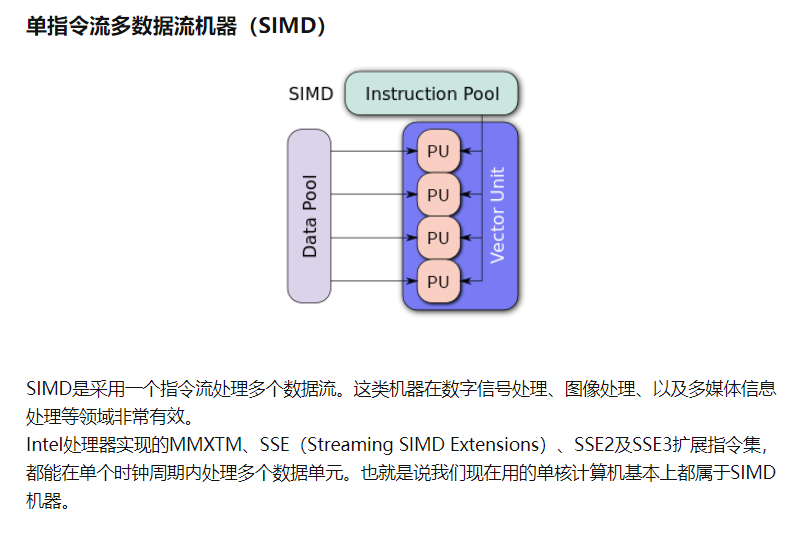 单指令流多数据流机器（SIMD）
SIMD
Instruction Pool
Data Pool
PU
PU
PU
PU
Vector Unit
SIMD是采用一个指令流处理多个数据流。这类机器在数字信号处理、图像处理、以及多媒体信息
处理等领域非常有效。
Intel处理器实现的MMXTM、SSE（Streaming SIMD Extensions）、SSE2及SSE3扩展指令集，
都能在单个时钟周期内处理多个数据单元。也就是说我们现在用的单核计算机基本上都属于SIMD
机器。